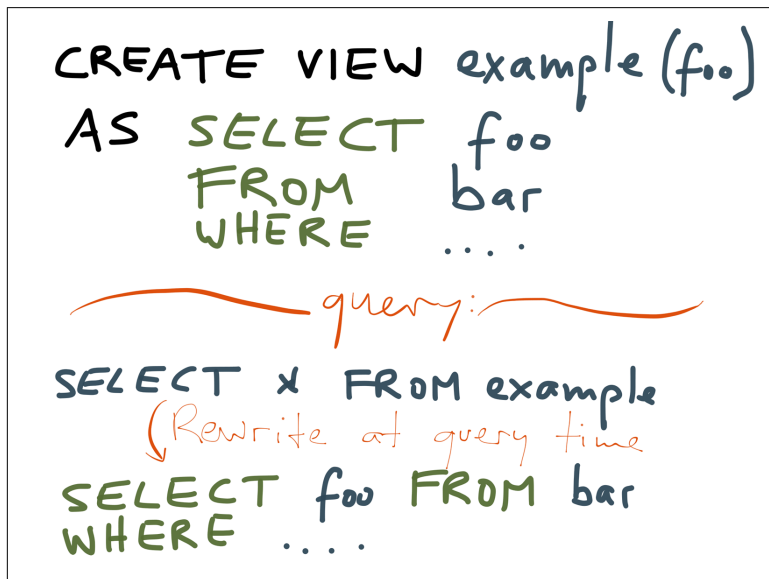 CREATE VIEW example (foo)
AS SELECT foo
FROM bar
WHERE ....
query:
SELECT * FROM example
Rewrite at query time
SELECT foo FROM bar
WHERE ....